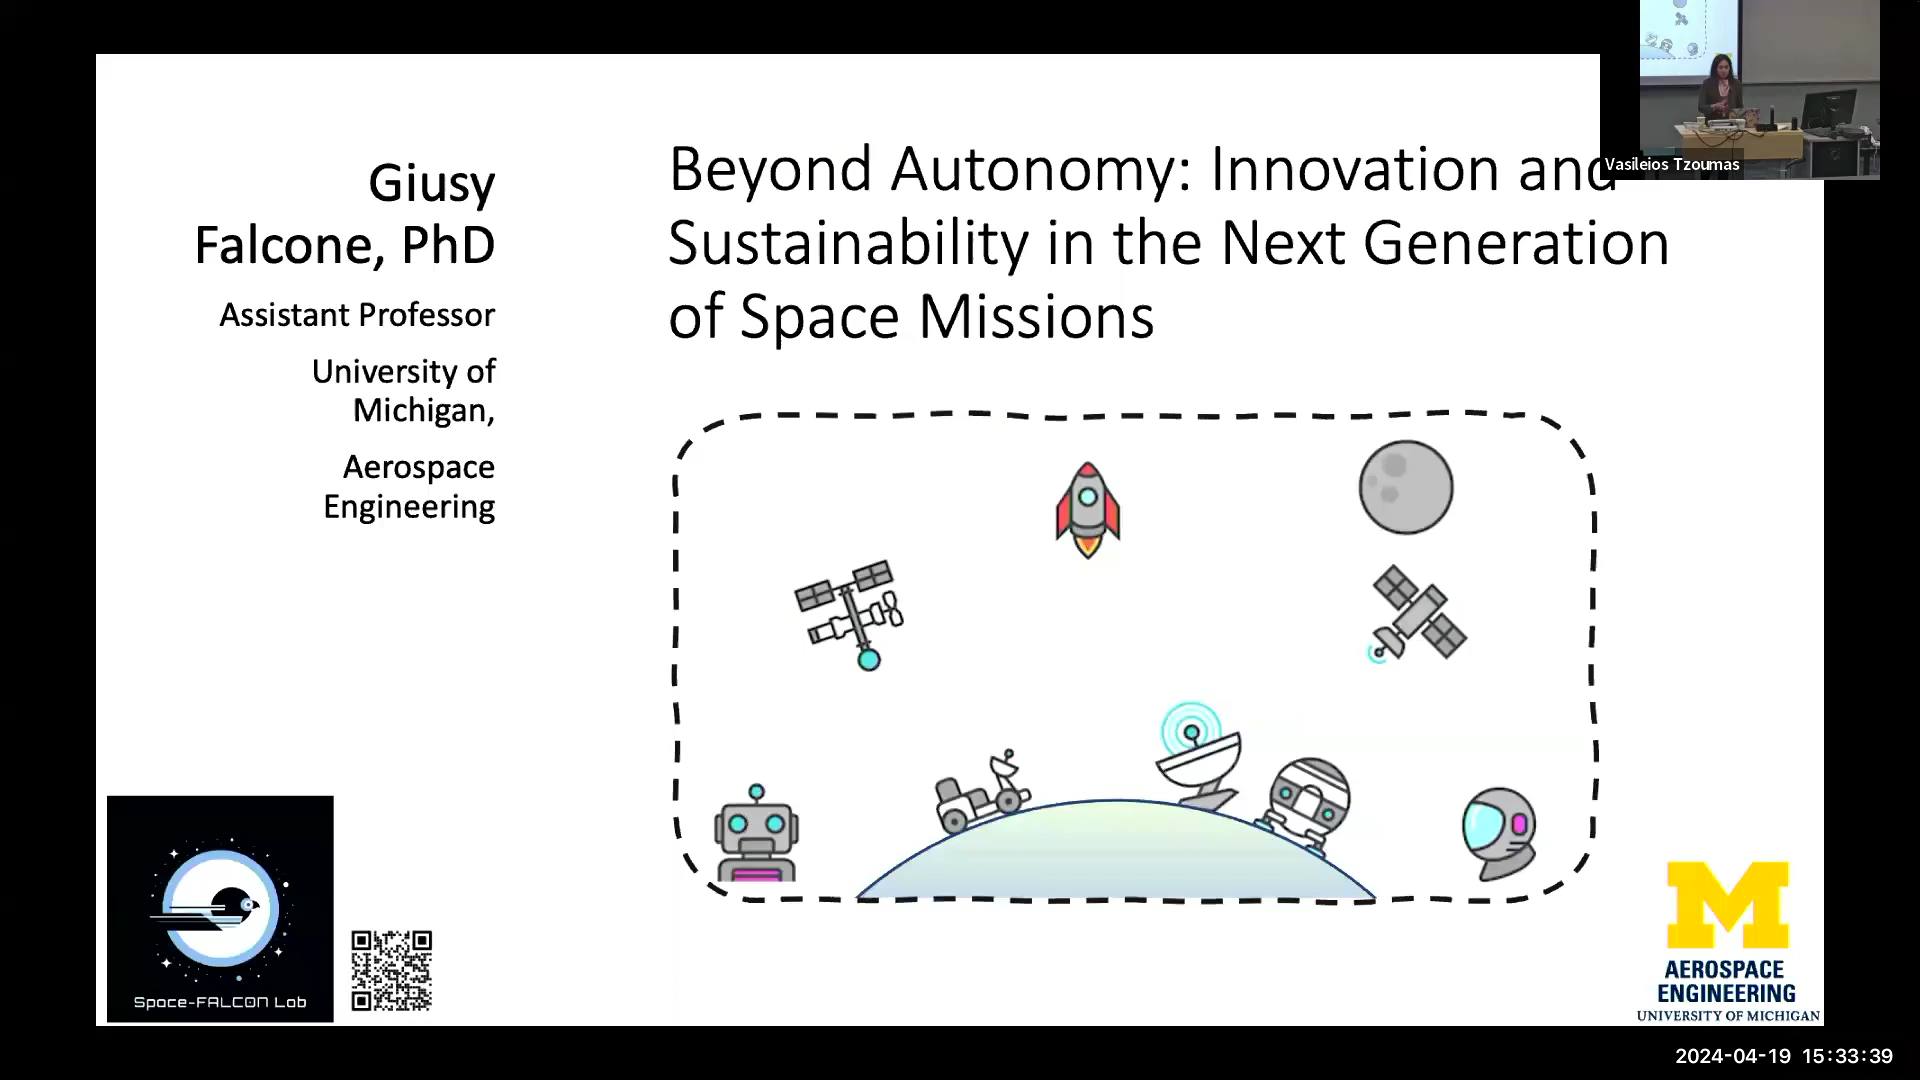 Giusy
Falcone, PhD
Assistant Professor
University of
Michigan,
Aerospace
Engineering
Beyond Autonomy: Innovation and
Sustainability in the Next Generation
of Space Missions
Vasileios Tzoumas
Space-FALCON Lab
M
AEROSPACE
ENGINEERING
UNIVERSITY OF MICHIGAN
2024-04-19 15:33:39